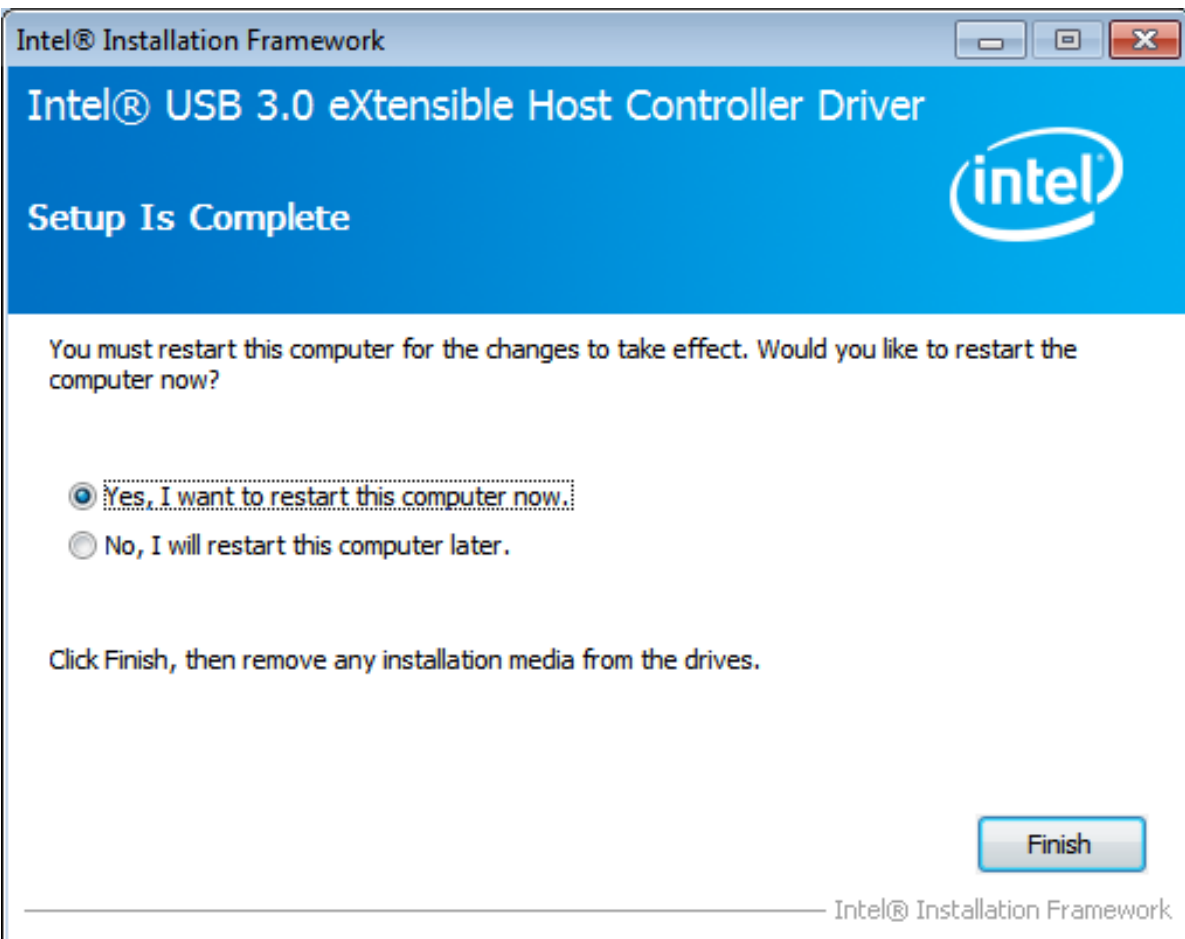 Intel® Installation Framework
Intel® USB 3.0 eXtensible Host Controller Driver
intel
Setup Is Complete
You must restart this computer for the changes to take effect. Would you like to restart the
computer now?
Yes, I want to restart this computer now.
No, I will restart this computer later.
Click Finish, then remove any installation media from the drives.
Finish
Intel® Installation Framework